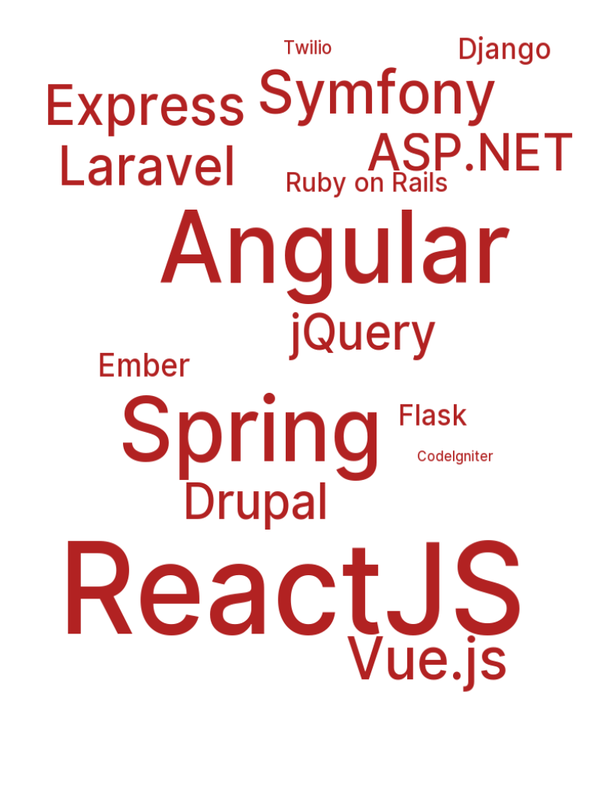 Twilio
Django
Symfony
Express
ASP.NET
Laravel
Ruby on Rails
Angular
jQuery
Ember
Spring
Flask
CodeIgniter
Drupal
ReactJS
Vue.js